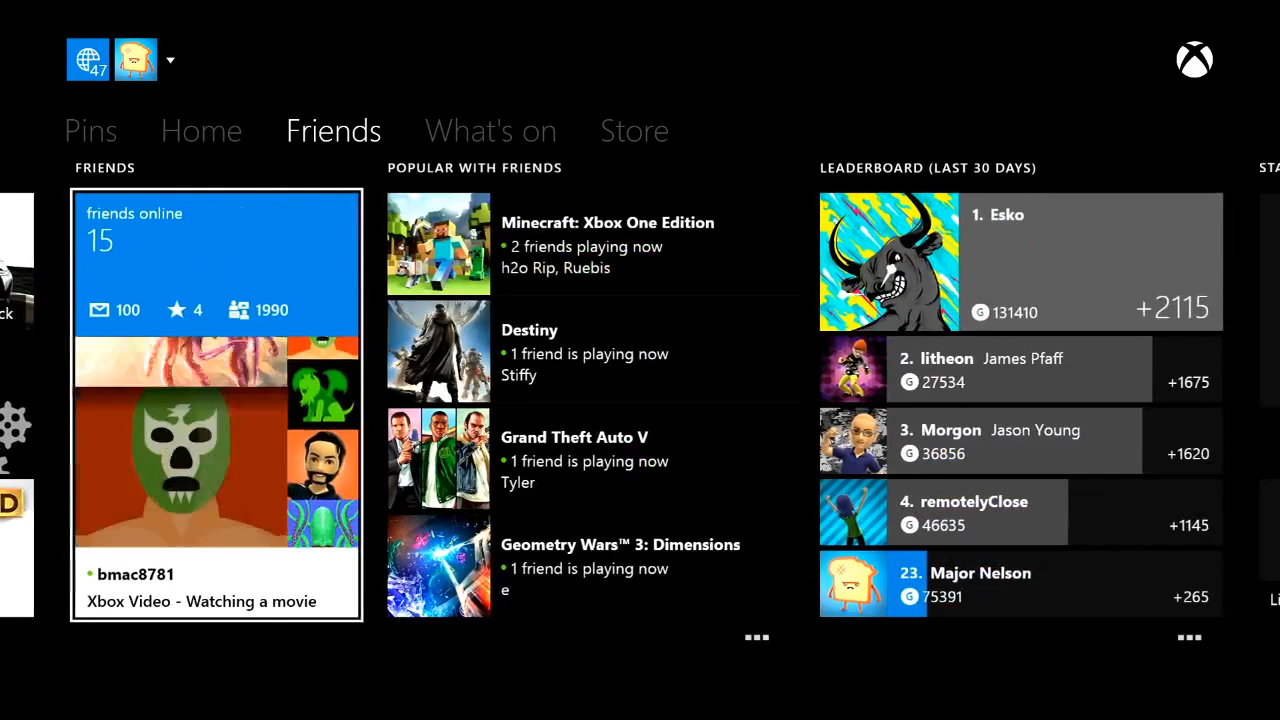 47
Pins Home Friends What's on Store
FRIENDS
friends online
15
100 4 1990
bmac8781
Xbox Video - Watching a movie
POPULAR WITH FRIENDS
Minecraft: Xbox One Edition
2 friends playing now
h2o Rip, Ruebis
Destiny
1 friend is playing now
Stiffy
Grand Theft Auto V
1 friend is playing now
Tyler
Geometry Wars™ 3: Dimensions
1 friend is playing now
e
LEADERBOARD (LAST 30 DAYS)
1. Esko
G 131410 +2115
2. litheon James Pfaff
G 27534 +1675
3. Morgon Jason Young
G 36856 +1620
4. remotelyClose
G 46635 +1145
23. Major Nelson
G 75391 +265
ck
D
STA
Li